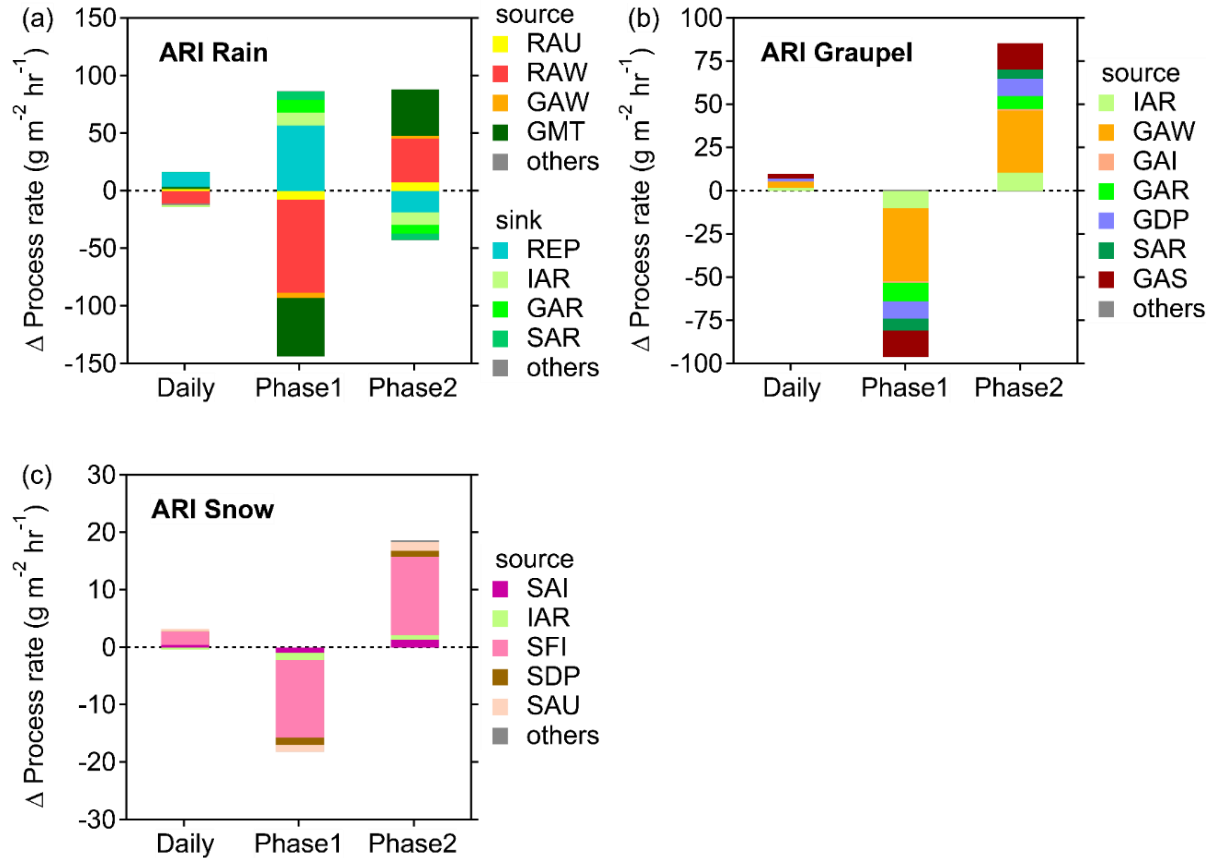 (a)
Δ Process rate (g m⁻² hr⁻¹)
150
100
50
0
-50
-100
-150
ARI Rain
Daily Phase1 Phase2
source
RAU
RAW
GAW
GMT
others
sink
REP
IAR
GAR
SAR
others
(b)
Δ Process rate (g m⁻² hr⁻¹)
100
75
50
25
0
-25
-50
-75
-100
ARI Graupel
Daily Phase1 Phase2
source
IAR
GAW
GAI
GAR
GDP
SAR
GAS
others
(c)
Δ Process rate (g m⁻² hr⁻¹)
30
20
10
0
-10
-20
-30
ARI Snow
Daily Phase1 Phase2
source
SAI
IAR
SFI
SDP
SAU
others